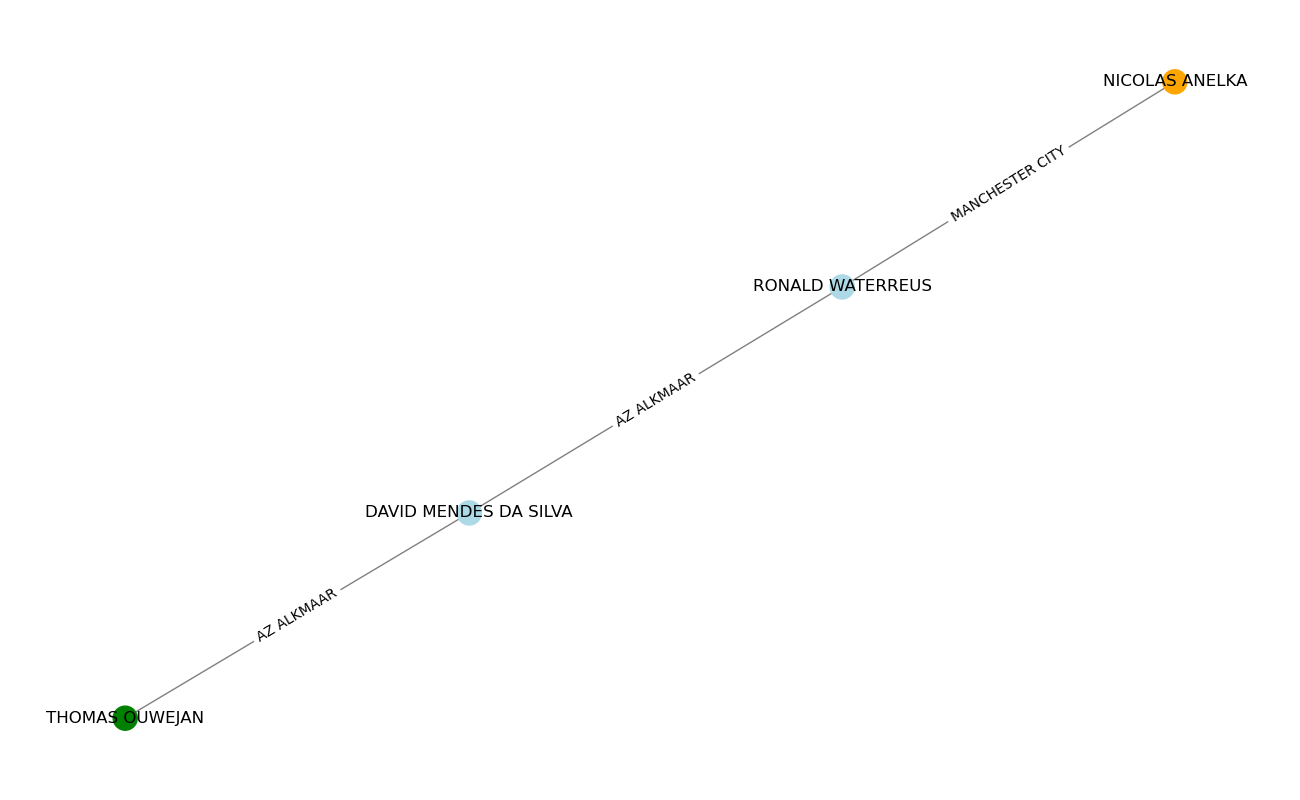 NICOLAS ANELKA
MANCHESTER CITY
RONALD WATERREUS
AZ ALKMAAR
DAVID MENDES DA SILVA
AZ ALKMAAR
THOMAS OUWEJAN